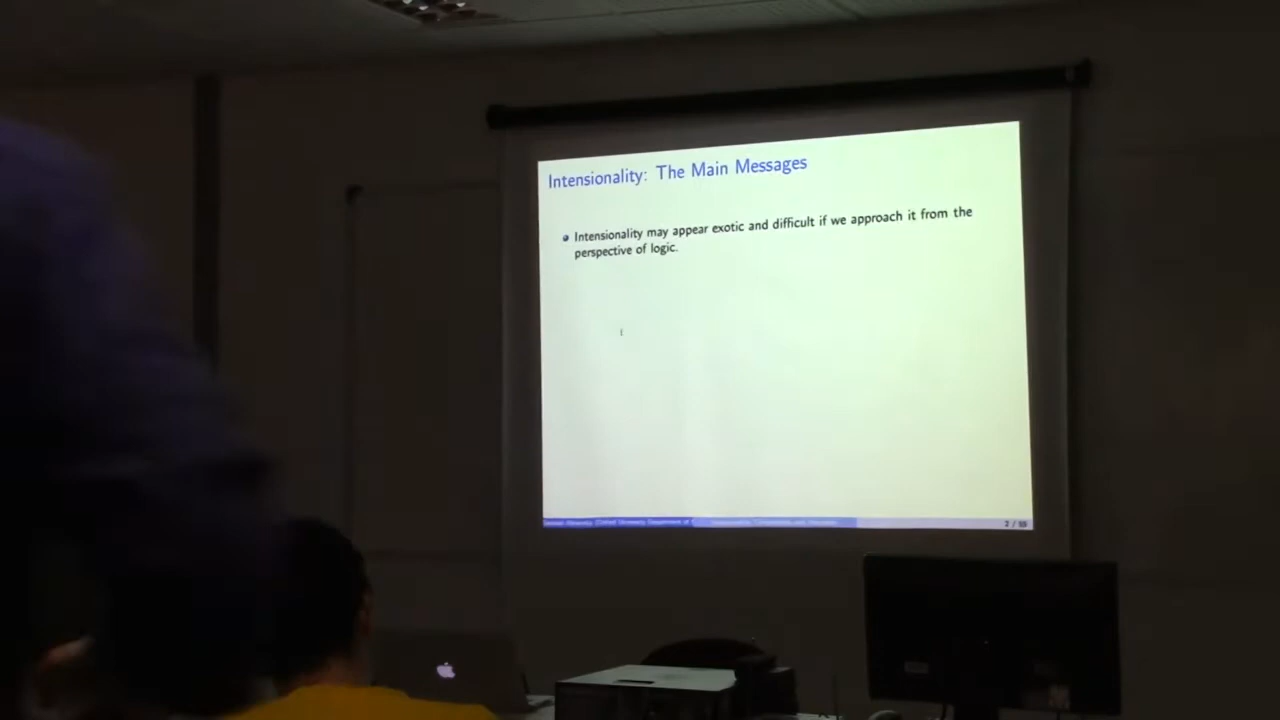 Intensionality: The Main Messages
Intensionality may appear exotic and difficult if we approach it from the
perspective of logic.